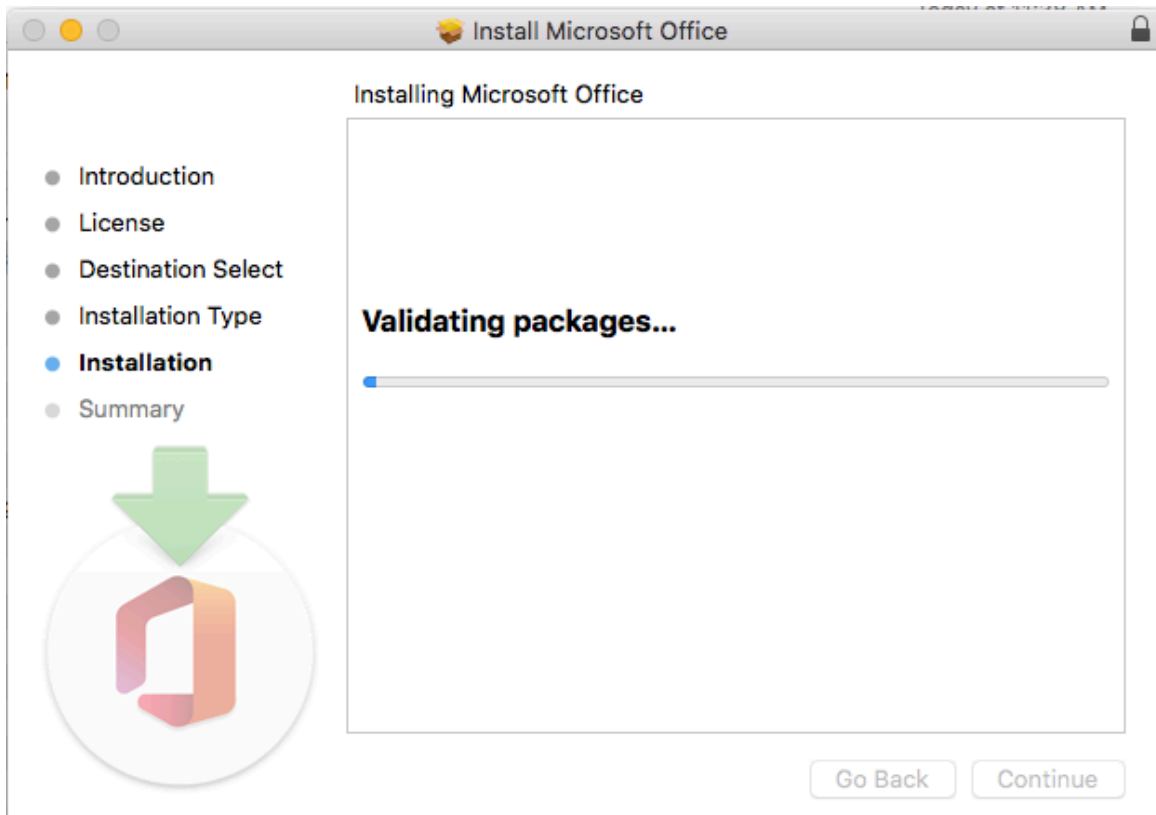 Install Microsoft Office
Installing Microsoft Office
Introduction
License
Destination Select
Installation Type
Installation
Summary
Validating packages...
Go Back
Continue